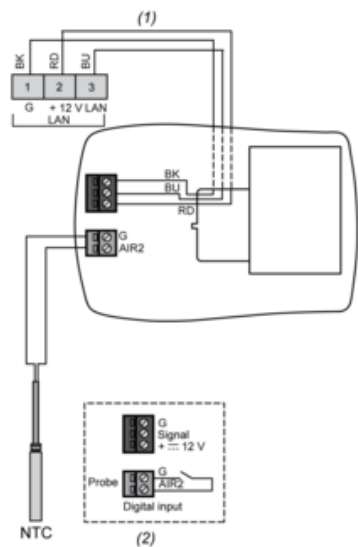 (1)
BK
RD
BU
1 2 3
G + 12 V LAN
LAN
BK
BU
RD
G
AIR2
NTC
G
Signal
+ ⎓ 12 V
Probe
G
AIR2
Digital input
(2)